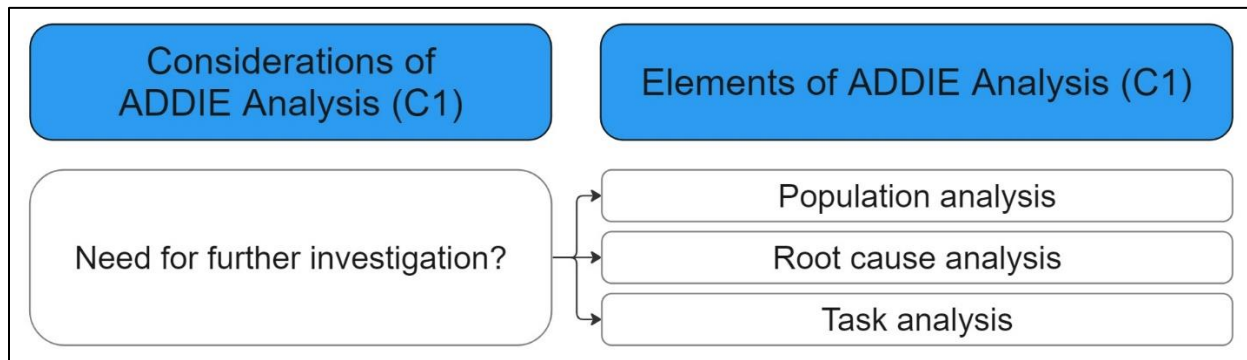 Considerations of
ADDIE Analysis (C1)
Elements of ADDIE Analysis (C1)
Need for further investigation?
Population analysis
Root cause analysis
Task analysis